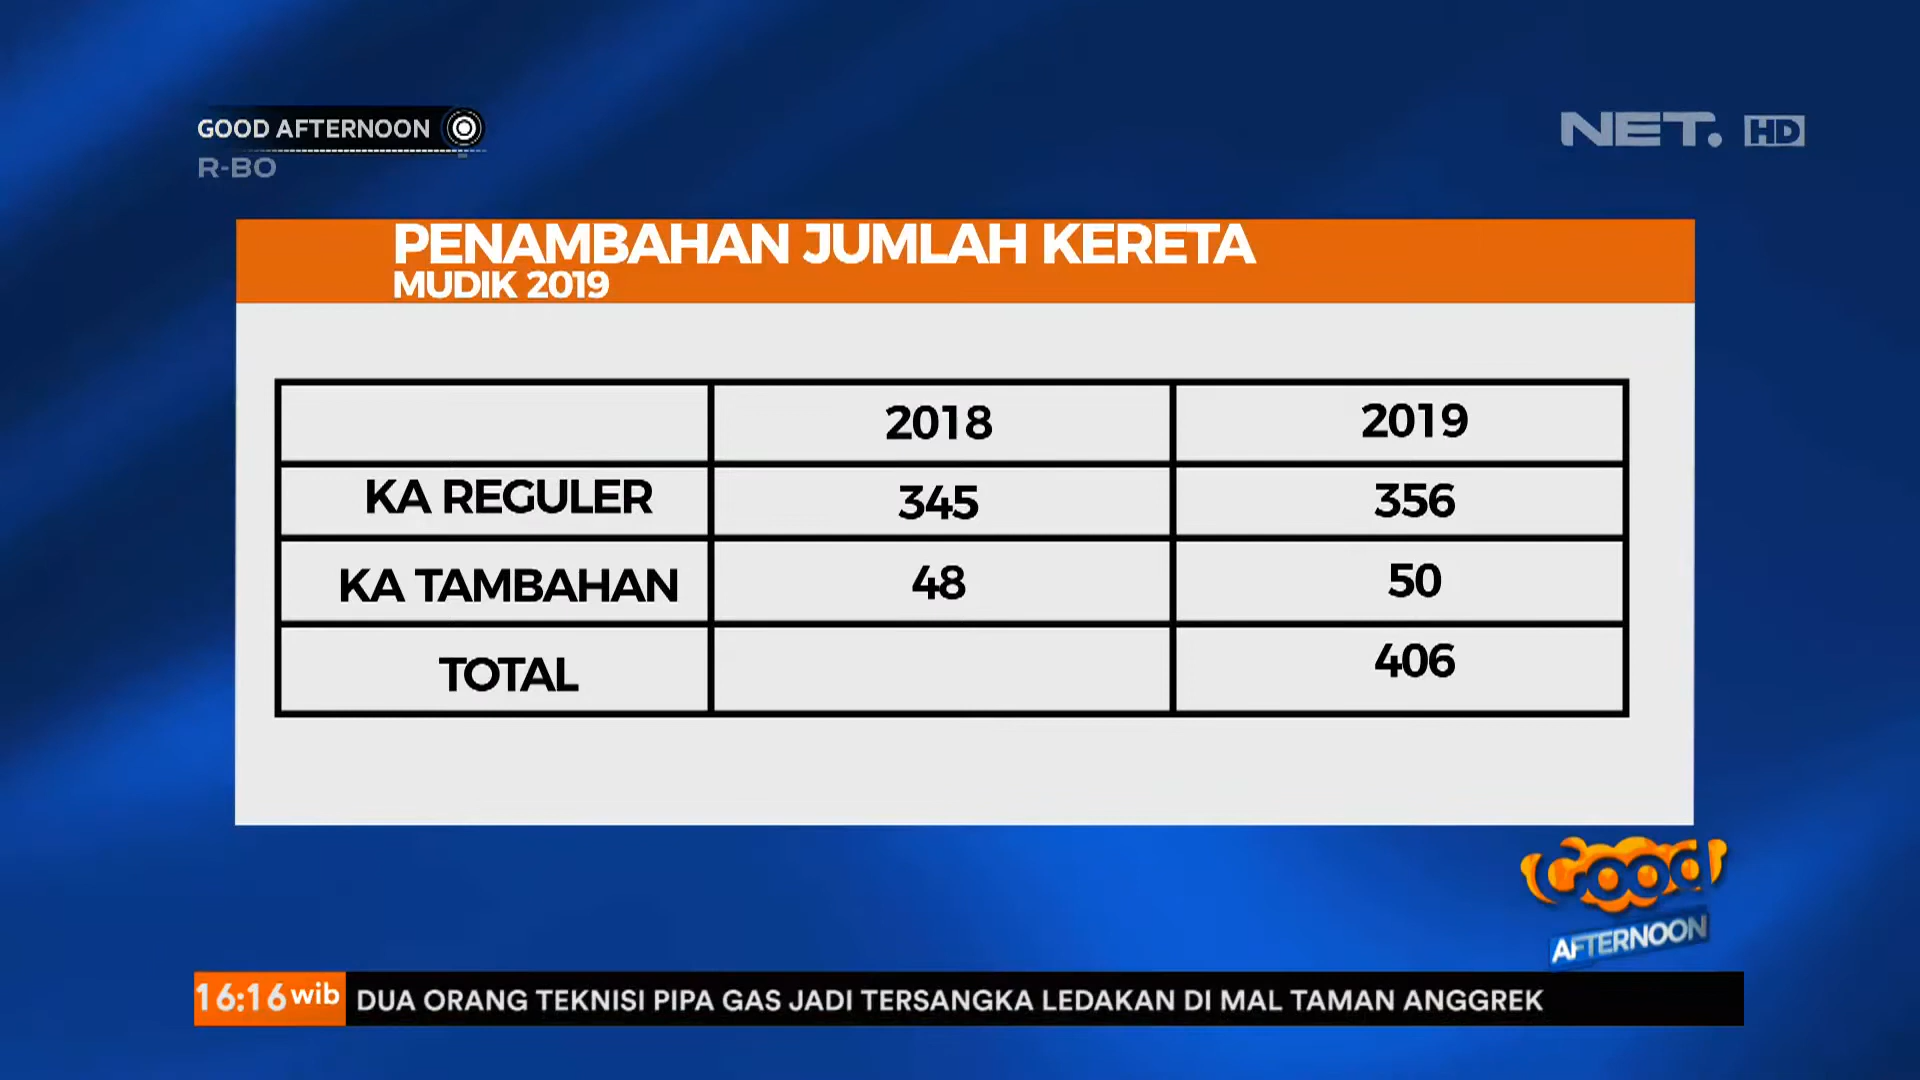 GOOD AFTERNOON
R-BO
NET. HD
PENAMBAHAN JUMLAH KERETA
MUDIK 2019
2018 2019
KA REGULER 345 356
KA TAMBAHAN 48 50
TOTAL 406
Good
AFTERNOON
16:16 wib DUA ORANG TEKNISI PIPA GAS JADI TERSANGKA LEDAKAN DI MAL TAMAN ANGGREK